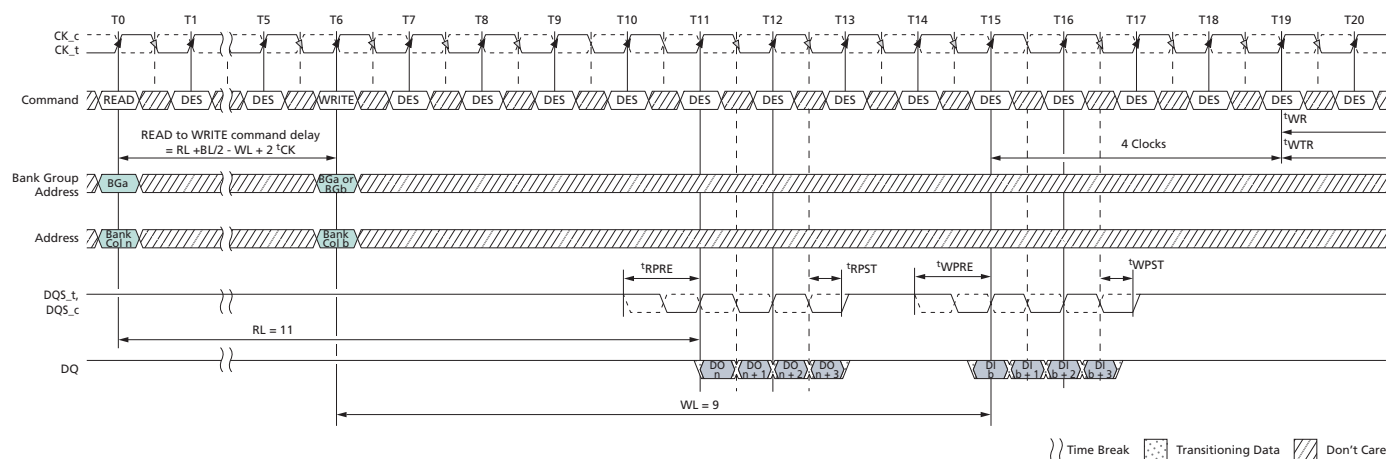 T0 T1 T5 T6 T7 T8 T9 T10 T11 T12 T13 T14 T15 T16 T17 T18 T19 T20
CK_c
CK_t
Command READ DES DES WRITE DES DES DES DES DES DES DES DES DES DES DES DES DES DES
READ to WRITE command delay
= RL +BL/2 - WL + 2 tCK
4 Clocks
tWR
tWTR
Bank Group
Address
BGa
BGa or
BGb
Address
Bank
Col n
Bank
Col b
tRPRE tRPST tWPRE tWPST
DQS_t,
DQS_c
RL = 11
DQ
DO
n
DO
n + 1
DO
n + 2
DO
n + 3
DI
b
DI
b + 1
DI
b + 2
DI
b + 3
WL = 9
Time Break Transitioning Data Don't Care